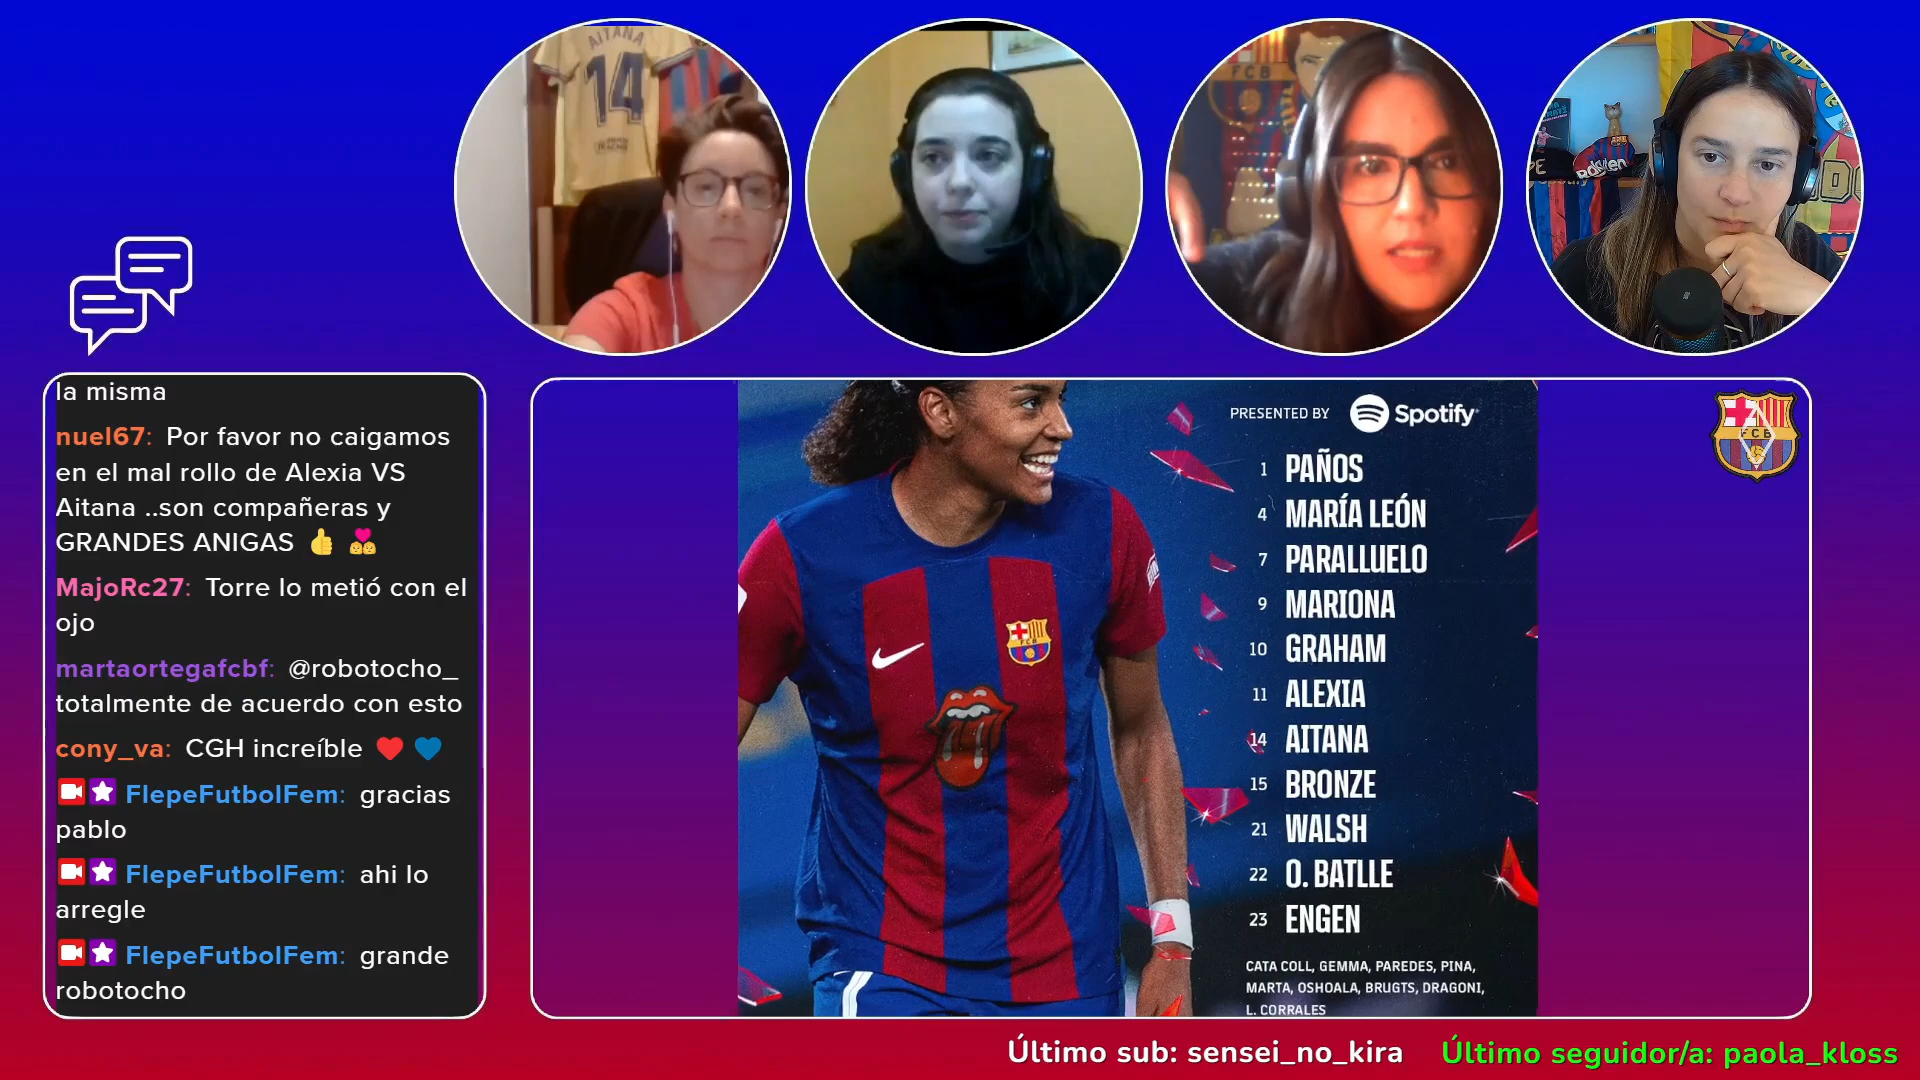 AITANA
14
FCB
Rakuten
la misma
nuel67: Por favor no caigamos
en el mal rollo de Alexia VS
Aitana ..son compañeras y
GRANDES ANIGAS 👍 💏
MajoRc27: Torre lo metió con el
ojo
martaortegafcbf: @robotocho_
totalmente de acuerdo con esto
cony_va: CGH increíble ❤️ 💙
FlepeFutbolFem: gracias
pablo
FlepeFutbolFem: ahi lo
arregle
FlepeFutbolFem: grande
robotocho
PRESENTED BY Spotify
1 PAÑOS
4 MARÍA LEÓN
7 PARALLUELO
9 MARIONA
10 GRAHAM
11 ALEXIA
14 AITANA
15 BRONZE
21 WALSH
22 O. BATLLE
23 ENGEN
CATA COLL, GEMMA, PAREDES, PINA,
MARTA, OSHOALA, BRUGTS, DRAGONI,
L. CORRALES
FCB
FCB
Último sub: sensei_no_kira
Último seguidor/a: paola_kloss